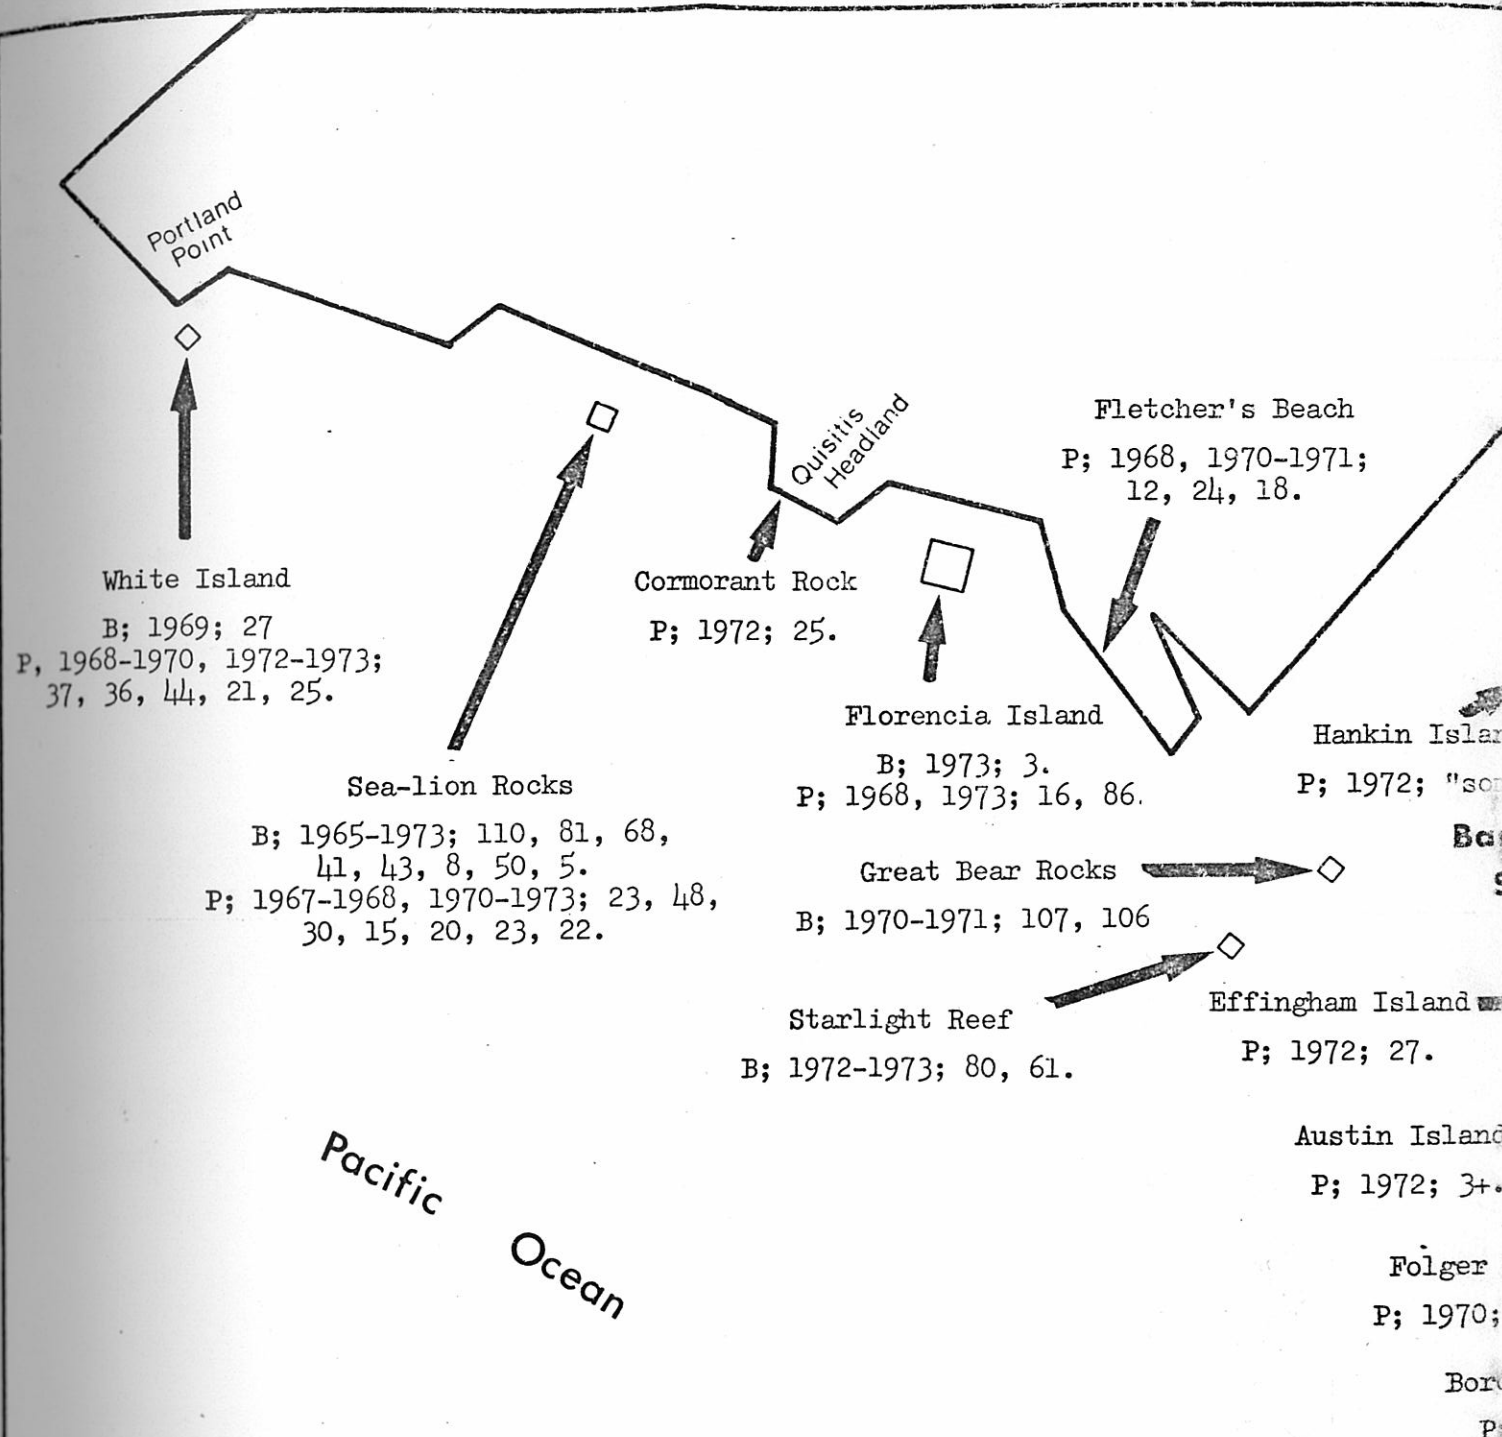 Portland
Point
Quisitis
Headland
Fletcher's Beach
P; 1968, 1970-1971;
12, 24, 18.
White Island
B; 1969; 27
P, 1968-1970, 1972-1973;
37, 36, 44, 21, 25.
Cormorant Rock
P; 1972; 25.
Florencia Island
B; 1973; 3.
P; 1968, 1973; 16, 86.
Hankin
P; 1972;
Sea-lion Rocks
B; 1965-1973; 110, 81, 68,
41, 43, 8, 50, 5.
P; 1967-1968, 1970-1973; 23, 48,
30, 15, 20, 23, 22.
Great Bear Rocks
B; 1970-1971; 107, 106
Starlight Reef
B; 1972-1973; 80, 61.
Effingham Island
P; 1972; 27.
Austin Island
P; 1972; 3+.
Folger
P; 1970;
Pacific
Ocean